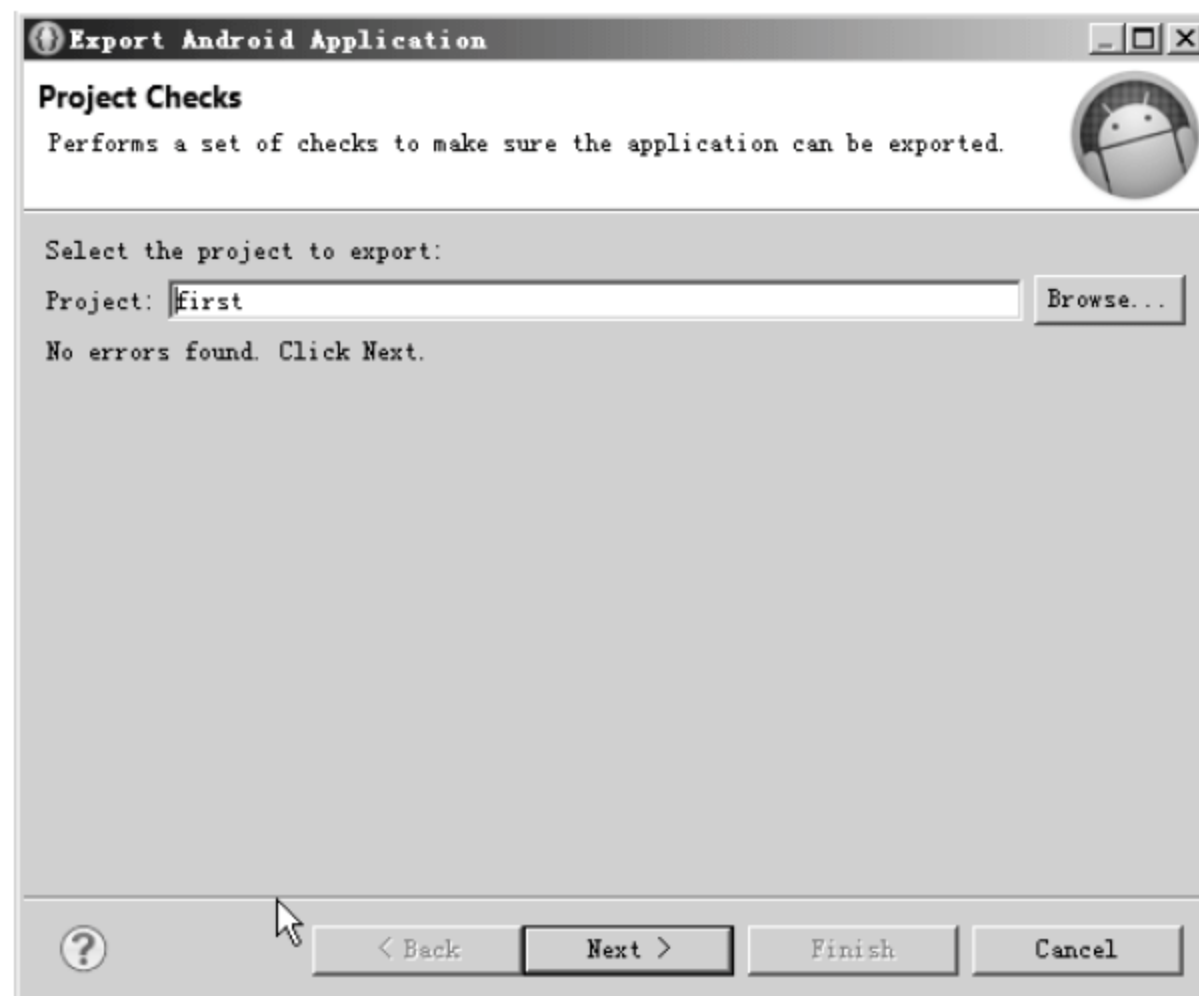 Export Android Application
Project Checks
Performs a set of checks to make sure the application can be exported.
Select the project to export:
Project: first Browse...
No errors found. Click Next.
? < Back Next > Finish Cancel